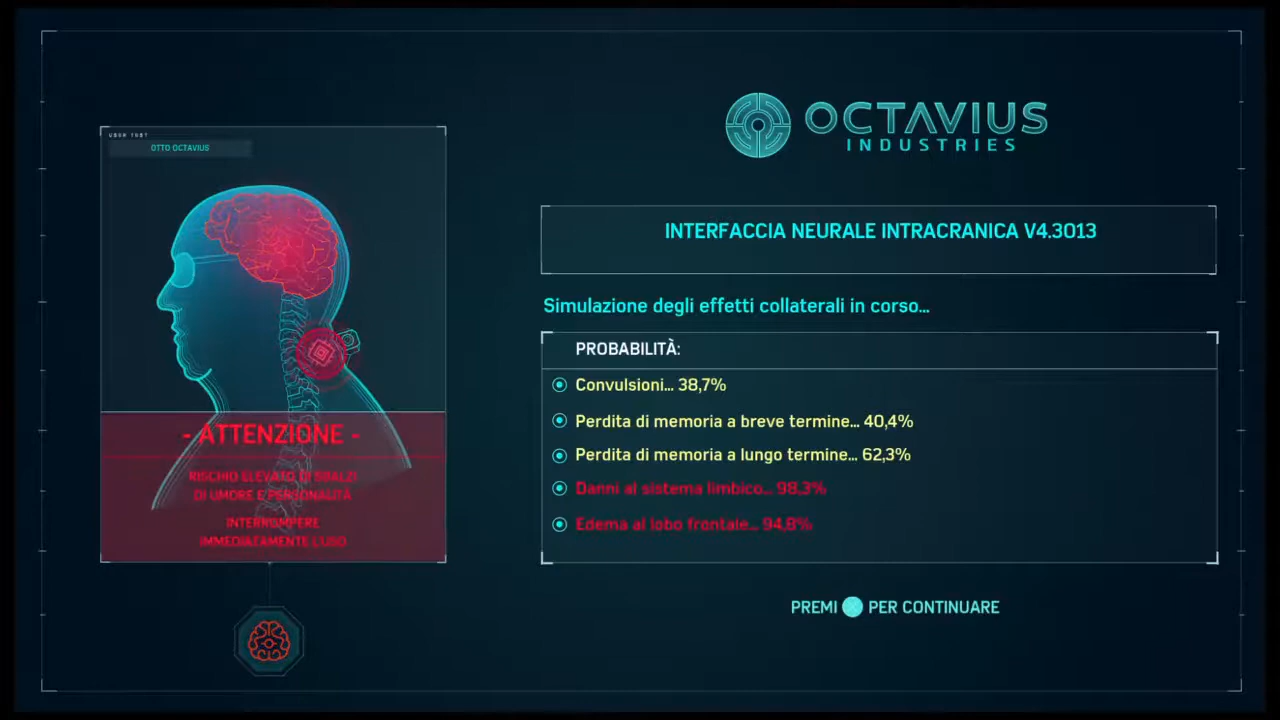 USER TEST
OTTO OCTAVIUS
- ATTENZIONE -
RISCHIO ELEVATO DI SBALZI
DI UMORE E PERSONALITÀ
INTERROMPERE
IMMEDIATAMENTE L'USO
OCTAVIUS
INDUSTRIES
INTERFACCIA NEURALE INTRACRANICA V4.3013
Simulazione degli effetti collaterali in corso...
PROBABILITÀ:
Convulsioni... 38,7%
Perdita di memoria a breve termine... 40,4%
Perdita di memoria a lungo termine... 62,3%
Danni al sistema limbico... 98,3%
Edema al lobo frontale... 94,8%
PREMI PER CONTINUARE